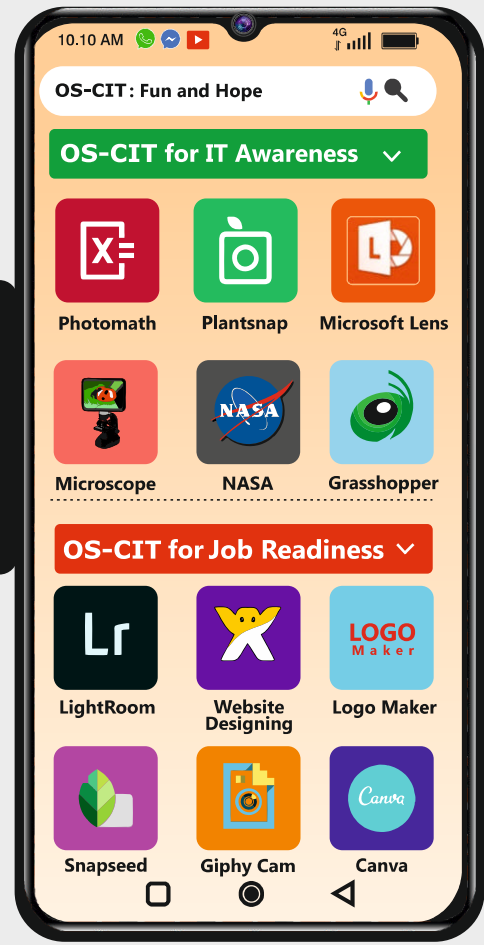 10.10 AM 4G
OS-CIT: Fun and Hope
OS-CIT for IT Awareness
X=
L
Photomath Plantsnap Microsoft Lens
NASA
Microscope NASA Grasshopper
OS-CIT for Job Readiness
Lr
LOGO
Maker
LightRoom Website Designing Logo Maker
Canva
Snapseed Giphy Cam Canva